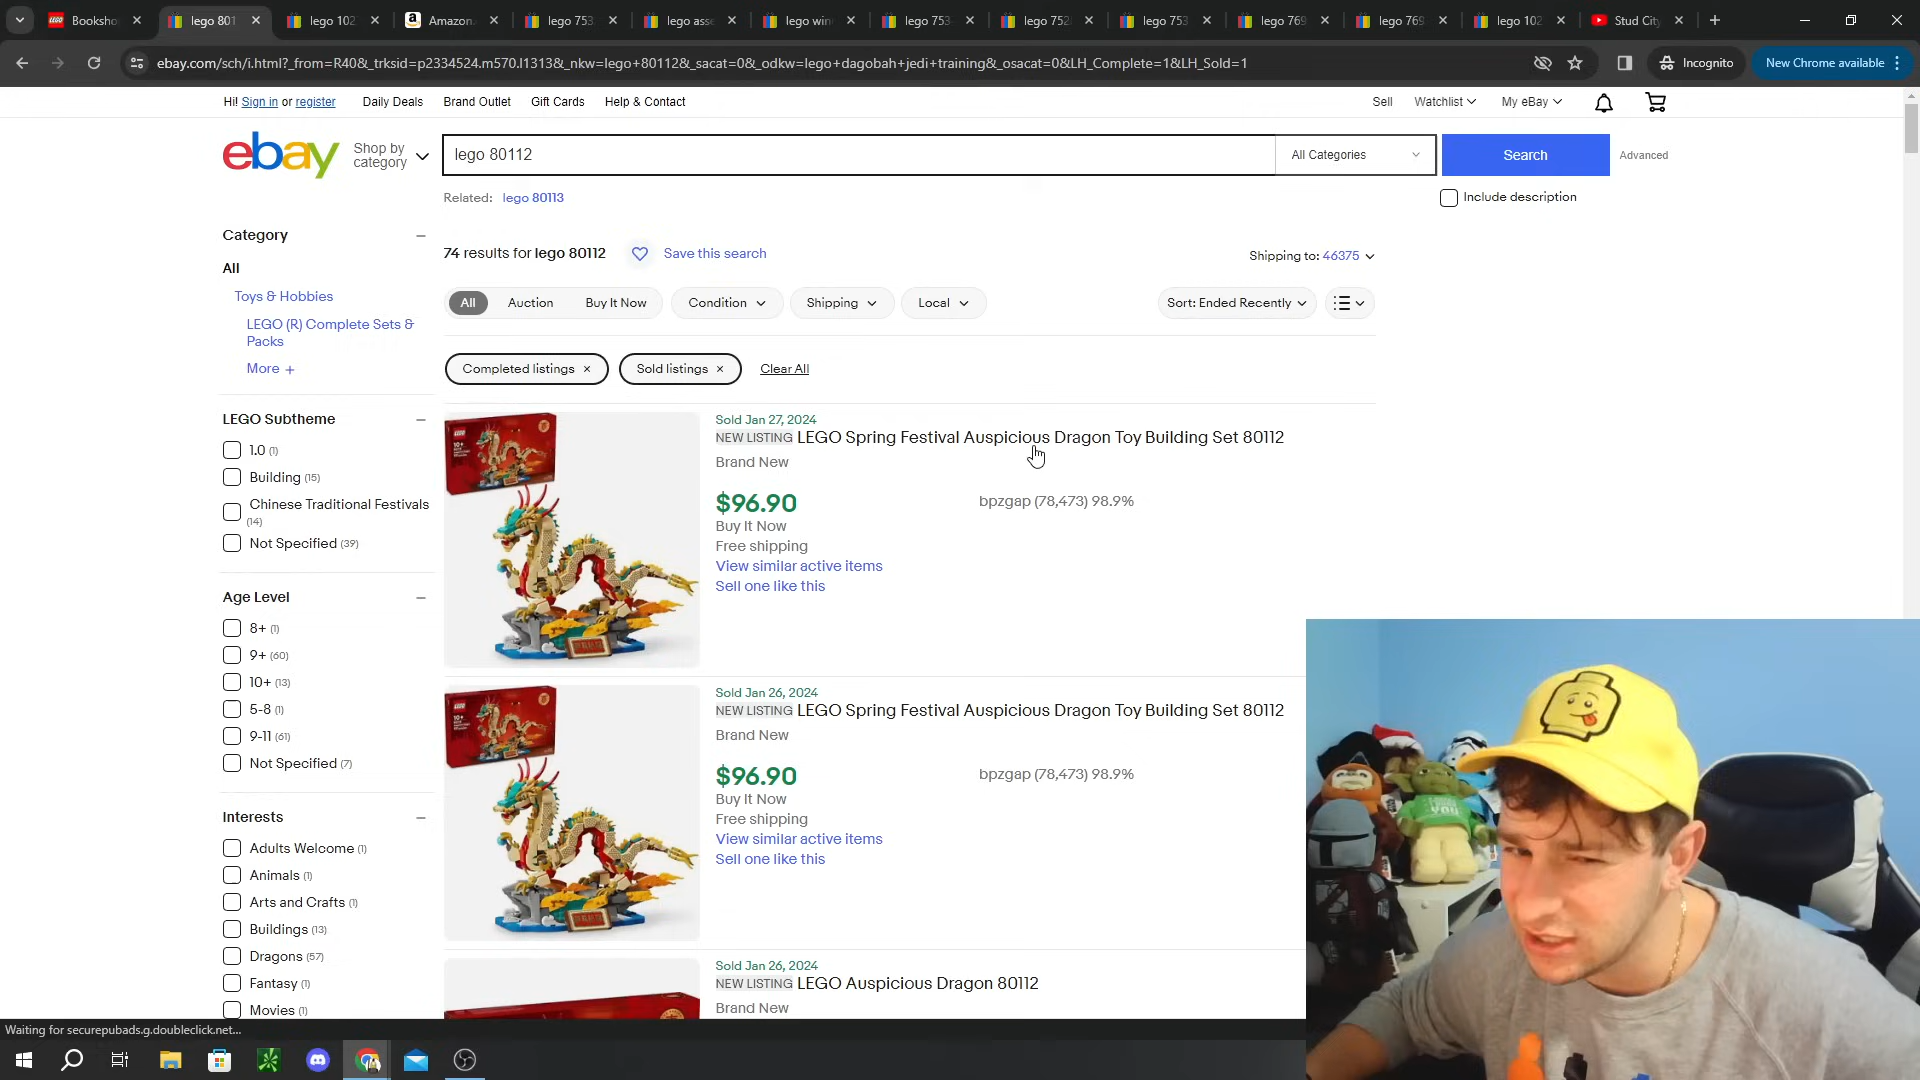 Bookshop
lego 801
lego 102
Amazon.
lego 753
lego asse
lego win
lego 753
lego 752
lego 753
lego 769
lego 769
lego 102
Stud City
ebay.com/sch/i.html?_from=R40&_trksid=p2334524.m570.l1313&_nkw=lego+80112&_sacat=0&_odkw=lego+dagobah+jedi+training&_osacat=0&LH_Complete=1&LH_Sold=1
Incognito
New Chrome available
Hi! Sign in or register
Daily Deals
Brand Outlet
Gift Cards
Help & Contact
Sell
Watchlist
My eBay
ebay
Shop by
category
lego 80112
All Categories
Search
Advanced
Related: lego 80113
Include description
Category
All
Toys & Hobbies
LEGO (R) Complete Sets &
Packs
More +
LEGO Subtheme
1.0 (1)
Building (15)
Chinese Traditional Festivals
(14)
Not Specified (39)
Age Level
8+ (1)
9+ (60)
10+ (13)
5-8 (1)
9-11 (61)
Not Specified (7)
Interests
Adults Welcome (1)
Animals (1)
Arts and Crafts (1)
Buildings (13)
Dragons (57)
Fantasy (1)
Movies (1)
74 results for lego 80112
Save this search
Shipping to: 46375
All
Auction
Buy It Now
Condition
Shipping
Local
Sort: Ended Recently
Completed listings ×
Sold listings ×
Clear All
Sold Jan 27, 2024
NEW LISTING LEGO Spring Festival Auspicious Dragon Toy Building Set 80112
Brand New
$96.90
bpzgap (78,473) 98.9%
Buy It Now
Free shipping
View similar active items
Sell one like this
Sold Jan 26, 2024
NEW LISTING LEGO Spring Festival Auspicious Dragon Toy Building Set 80112
Brand New
$96.90
bpzgap (78,473) 98.9%
Buy It Now
Free shipping
View similar active items
Sell one like this
Sold Jan 26, 2024
NEW LISTING LEGO Auspicious Dragon 80112
Brand New
Waiting for securepubads.g.doubleclick.net...